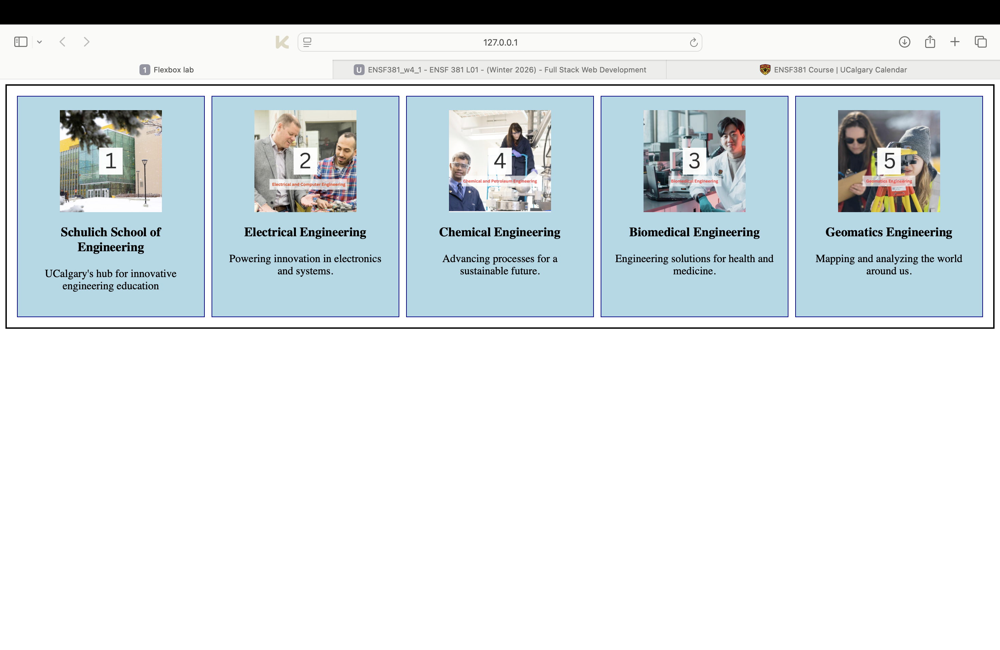 127.0.0.1
1 Flexbox lab
U ENSF381_w4_1 - ENSF 381 L01 - (Winter 2026) - Full Stack Web Development
ENSF381 Course | UCalgary Calendar
1
Schulich School of
Engineering
UCalgary's hub for innovative
engineering education
2
Electrical and Computer Engineering
Electrical Engineering
Powering innovation in electronics
and systems.
4
Chemical and Petroleum Engineering
Chemical Engineering
Advancing processes for a
sustainable future.
3
Biomedical Engineering
Biomedical Engineering
Engineering solutions for health and
medicine.
5
Geomatics Engineering
Geomatics Engineering
Mapping and analyzing the world
around us.